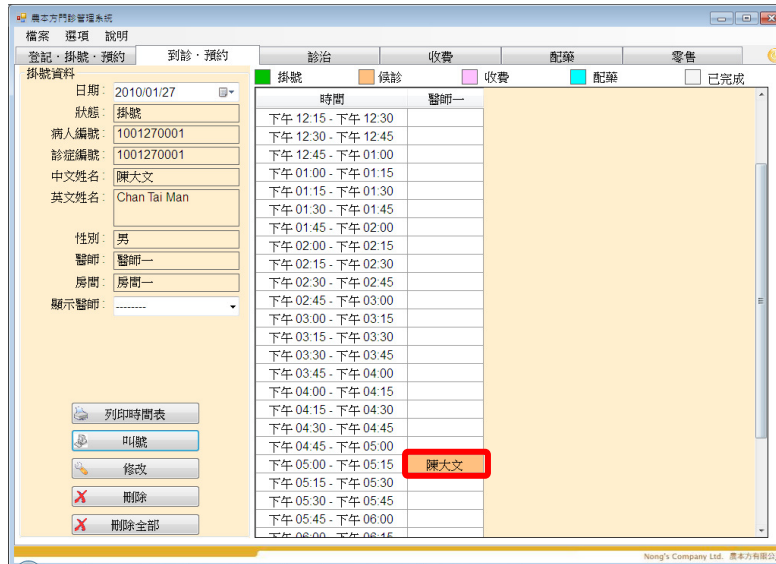 農本方門診管理系統
檔案 選項 說明
登記・掛號・預約 到診・預約 診治 收費 配藥 零售
掛號資料
掛號 候診 收費 配藥 已完成
日期: 2010/01/27
狀態: 掛號
病人編號: 1001270001
診症編號: 1001270001
中文姓名: 陳大文
英文姓名: Chan Tai Man
性別: 男
醫師: 醫師一
房間: 房間一
顯示醫師: --------
列印時間表
叫號
修改
刪除
刪除全部
時間 醫師一
下午 12:15 - 下午 12:30
下午 12:30 - 下午 12:45
下午 12:45 - 下午 01:00
下午 01:00 - 下午 01:15
下午 01:15 - 下午 01:30
下午 01:30 - 下午 01:45
下午 01:45 - 下午 02:00
下午 02:00 - 下午 02:15
下午 02:15 - 下午 02:30
下午 02:30 - 下午 02:45
下午 02:45 - 下午 03:00
下午 03:00 - 下午 03:15
下午 03:15 - 下午 03:30
下午 03:30 - 下午 03:45
下午 03:45 - 下午 04:00
下午 04:00 - 下午 04:15
下午 04:15 - 下午 04:30
下午 04:30 - 下午 04:45
下午 04:45 - 下午 05:00
下午 05:00 - 下午 05:15 陳大文
下午 05:15 - 下午 05:30
下午 05:30 - 下午 05:45
下午 05:45 - 下午 06:00
下午 06:00 - 下午 06:15
Nong's Company Ltd. 農本方有限公